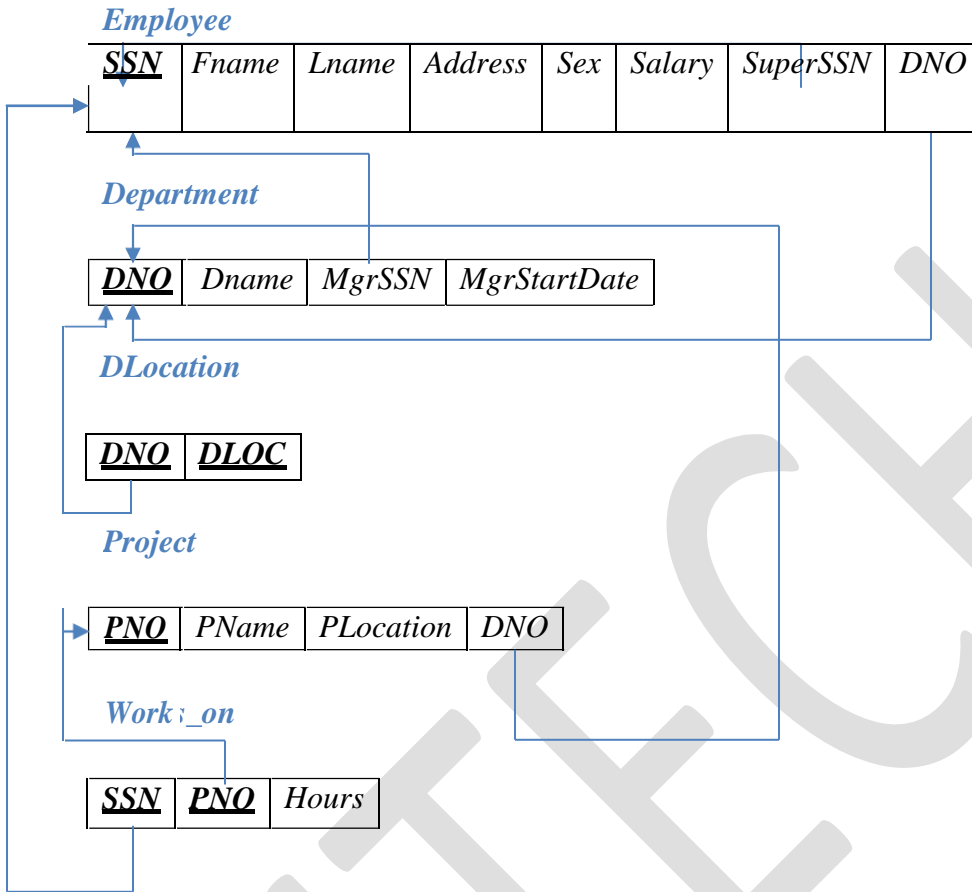 Employee
SSN Fname Lname Address Sex Salary SuperSSN DNO
Department
DNO Dname MgrSSN MgrStartDate
DLocation
DNO DLOC
Project
PNO PName PLocation DNO
Works_on
SSN PNO Hours